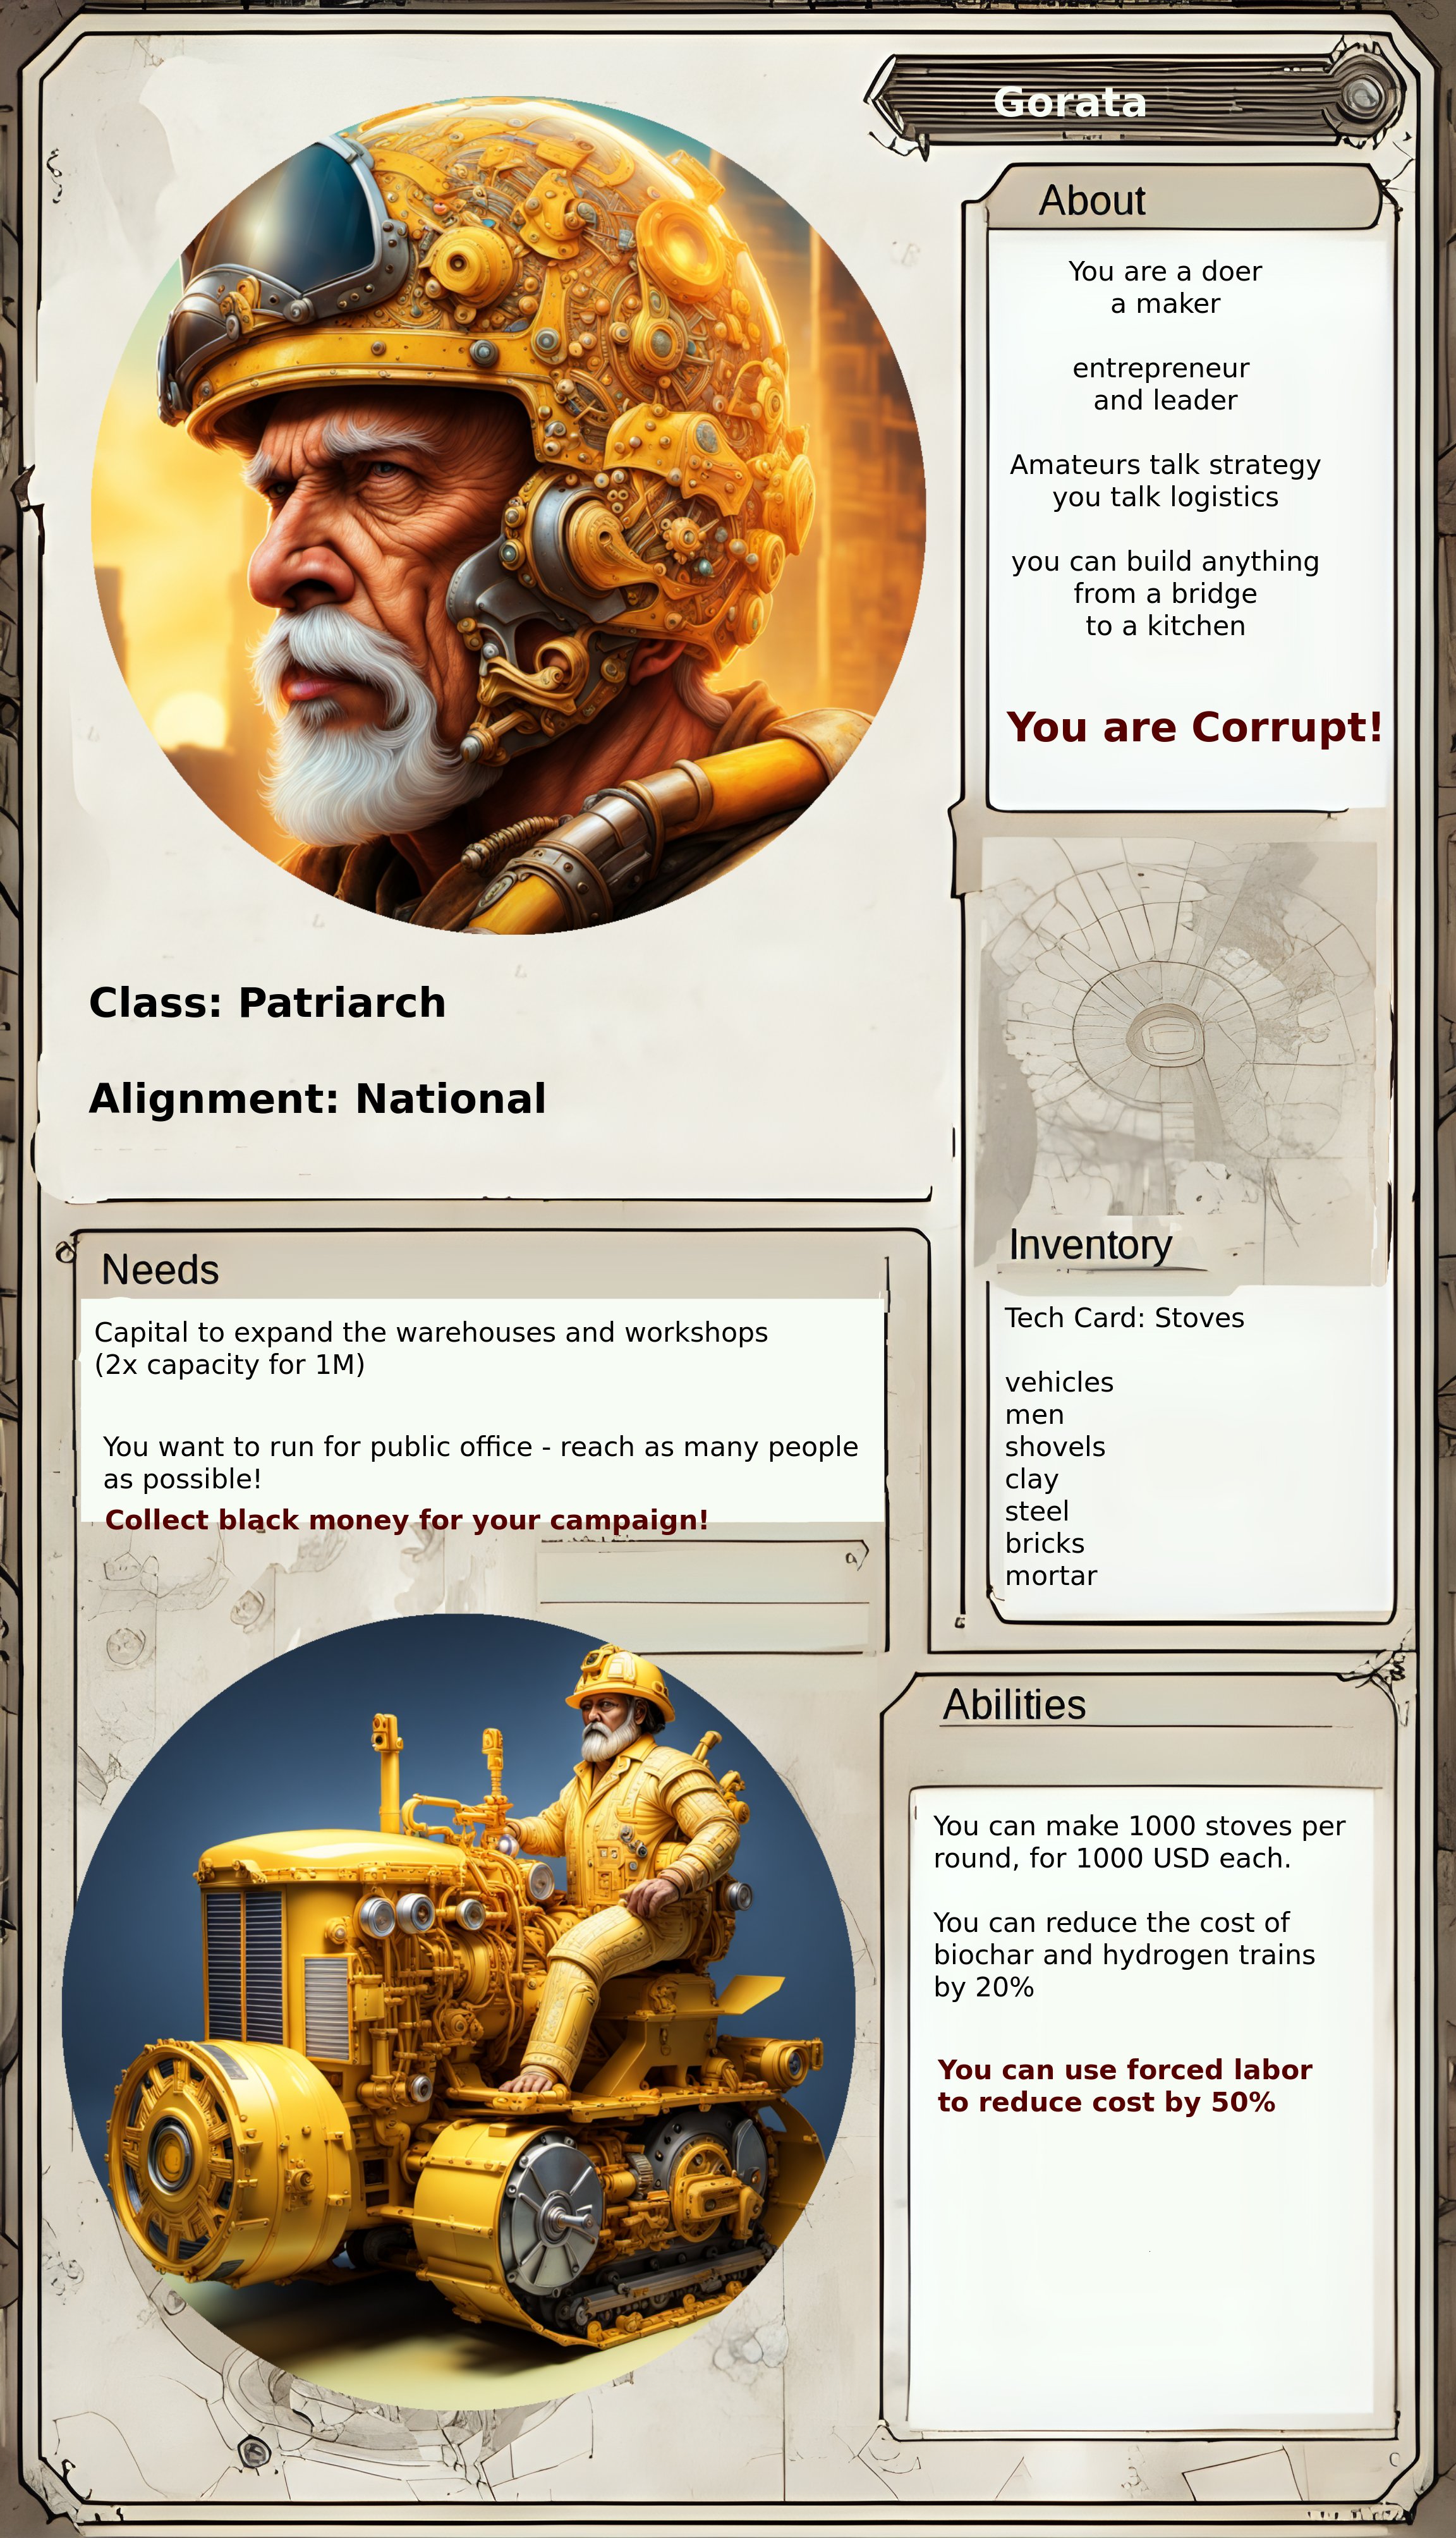 Gorata
About
You are a doer
a maker
entrepreneur
and leader
Amateurs talk strategy
you talk logistics
you can build anything
from a bridge
to a kitchen
You are Corrupt!
Class: Patriarch
Alignment: National
Needs
Capital to expand the warehouses and workshops
(2x capacity for 1M)
You want to run for public office - reach as many people
as possible!
Collect black money for your campaign!
Inventory
Tech Card: Stoves
vehicles
men
shovels
clay
steel
bricks
mortar
Abilities
You can make 1000 stoves per
round, for 1000 USD each.
You can reduce the cost of
biochar and hydrogen trains
by 20%
You can use forced labor
to reduce cost by 50%